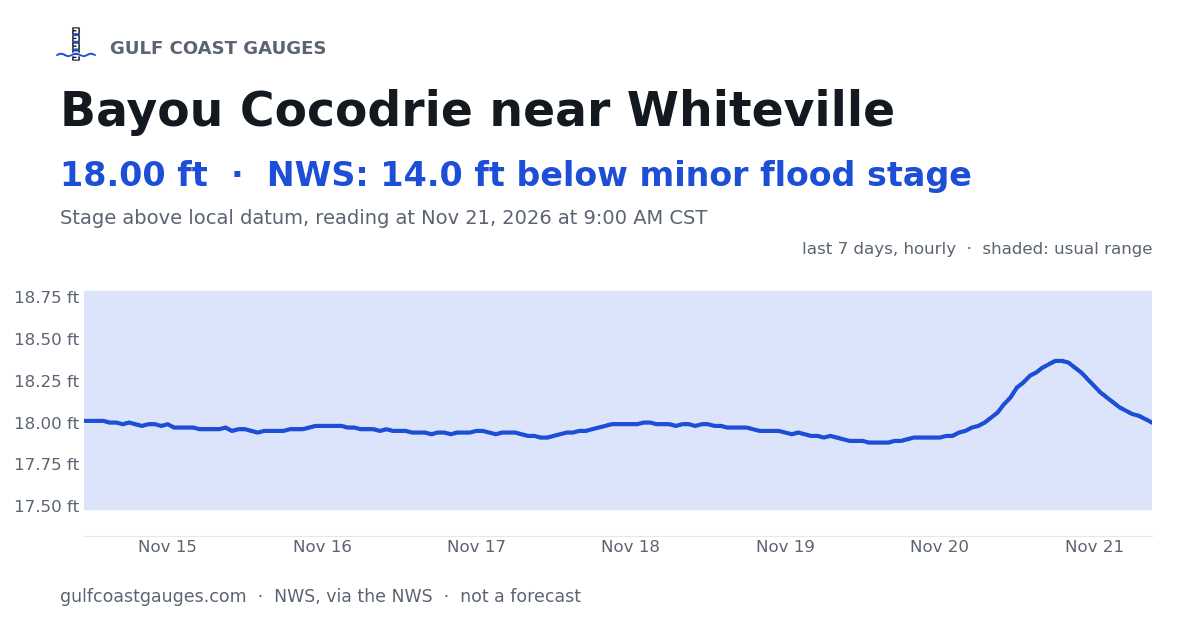 GULF COAST GAUGES
Bayou Cocodrie near Whiteville
18.00 ft · NWS: 14.0 ft below minor flood stage
Stage above local datum, reading at Nov 21, 2026 at 9:00 AM CST
last 7 days, hourly · shaded: usual range
18.75 ft
18.50 ft
18.25 ft
18.00 ft
17.75 ft
17.50 ft
Nov 15 Nov 16 Nov 17 Nov 18 Nov 19 Nov 20 Nov 21
gulfcoastgauges.com · NWS, via the NWS · not a forecast